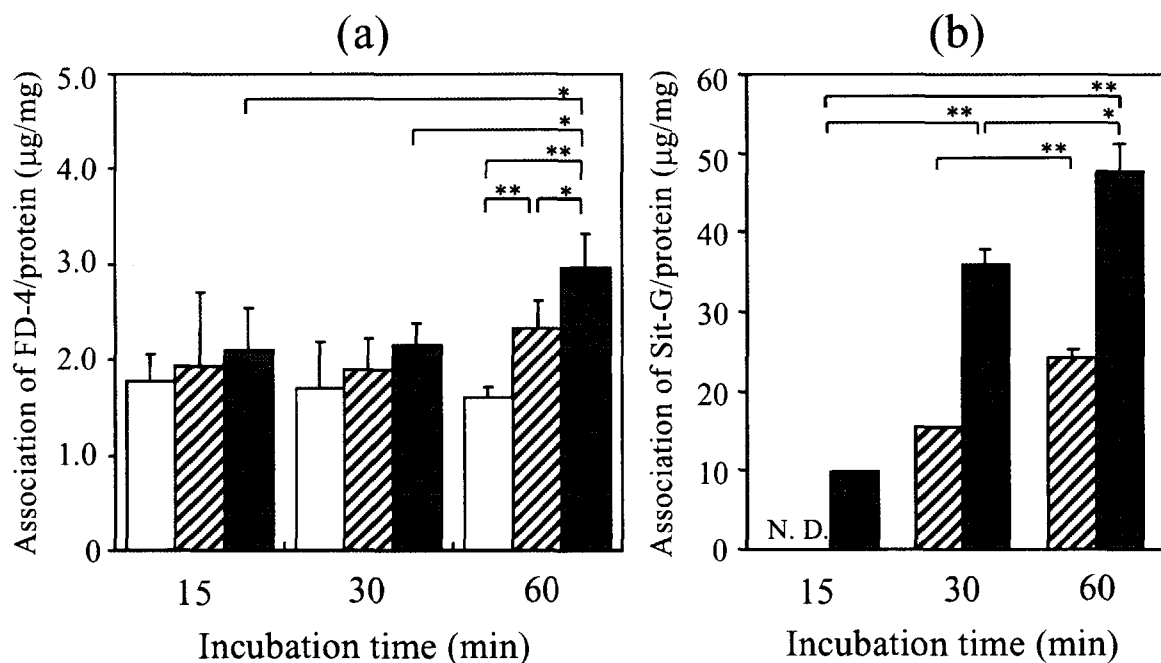 (a)
Association of FD-4/protein (µg/mg)
5.0
4.0
3.0
2.0
1.0
0
*
*
**
** *
15 30 60
Incubation time (min)
(b)
Association of Sit-G/protein (µg/mg)
60
50
40
30
20
10
0
**
** *
**
N. D.
15 30 60
Incubation time (min)